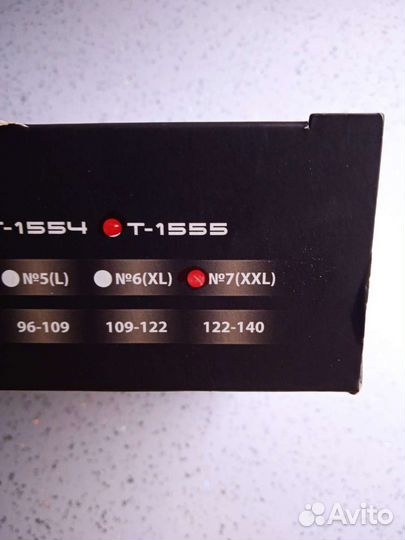 T-1554 T-1555
№5(L) №6(XL) №7(XXL)
96-109 109-122 122-140
Avito